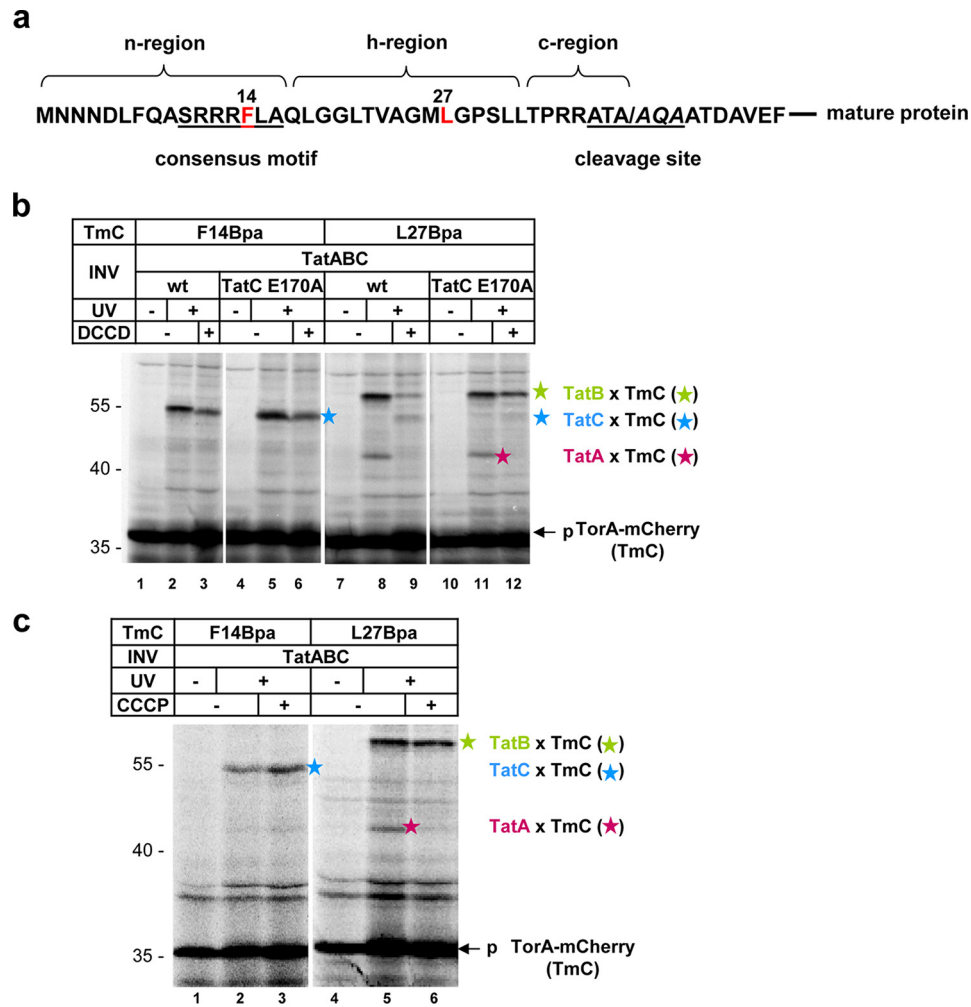 a
n-region h-region c-region
14 27
MNNNDLFQASRRRFLAQLGGLTVAGMLGPSLLTPRRATA/AQAATDAVEF — mature protein
consensus motif cleavage site
b
TmC F14Bpa L27Bpa
INV TatABC
wt TatC E170A wt TatC E170A
UV - + - + - + - +
DCCD - + - + - + - +
TatB x TmC (★)
55 - TatC x TmC (★)
40 - TatA x TmC (★)
35 - p TorA-mCherry
(TmC)
1 2 3 4 5 6 7 8 9 10 11 12
c
TmC F14Bpa L27Bpa
INV TatABC
UV - + - +
CCCP - + - +
TatB x TmC (★)
55 - TatC x TmC (★)
TatA x TmC (★)
40 -
35 - p TorA-mCherry
(TmC)
1 2 3 4 5 6